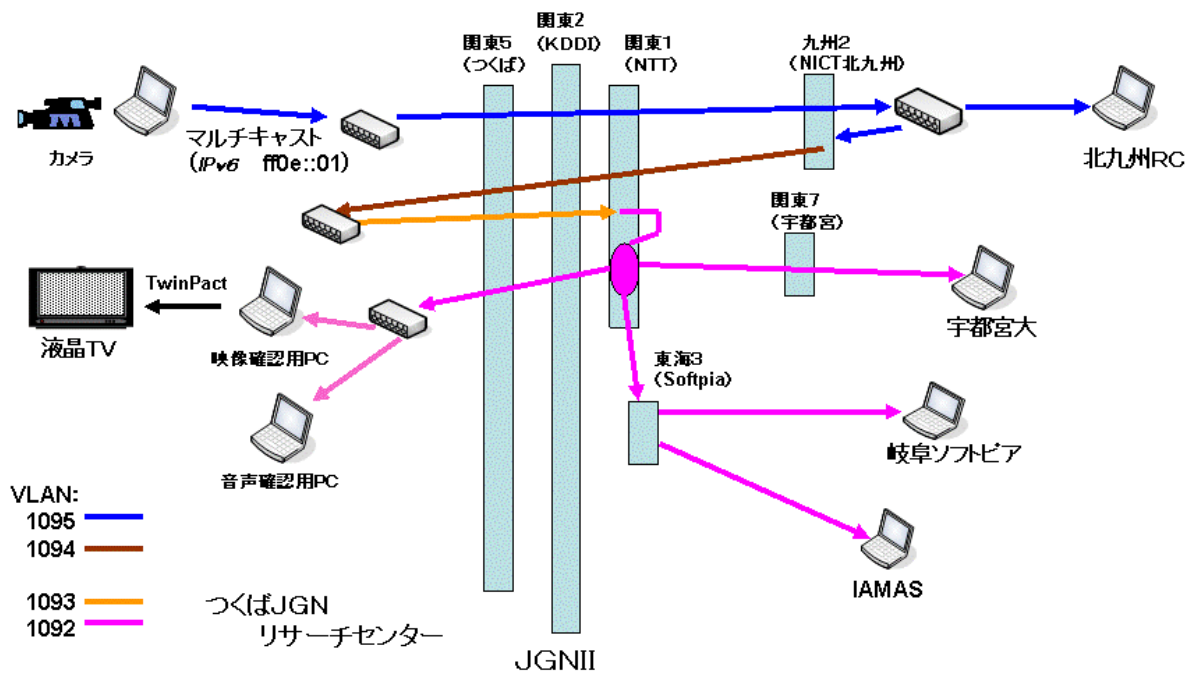 関東2
(KDDI)
関東5
(つくば)
関東1
(NTT)
九州2
(NICT北九州)
カメラ
マルチキャスト
(IPv6 ff0e::01)
北九州RC
関東7
(宇都宮)
TwinPact
液晶TV
映像確認用PC
宇都宮大
東海3
(Softpia)
岐阜ソフトピア
音声確認用PC
VLAN:
1095
1094
1093
1092
つくばJGN
リサーチセンター
IAMAS
JGNII